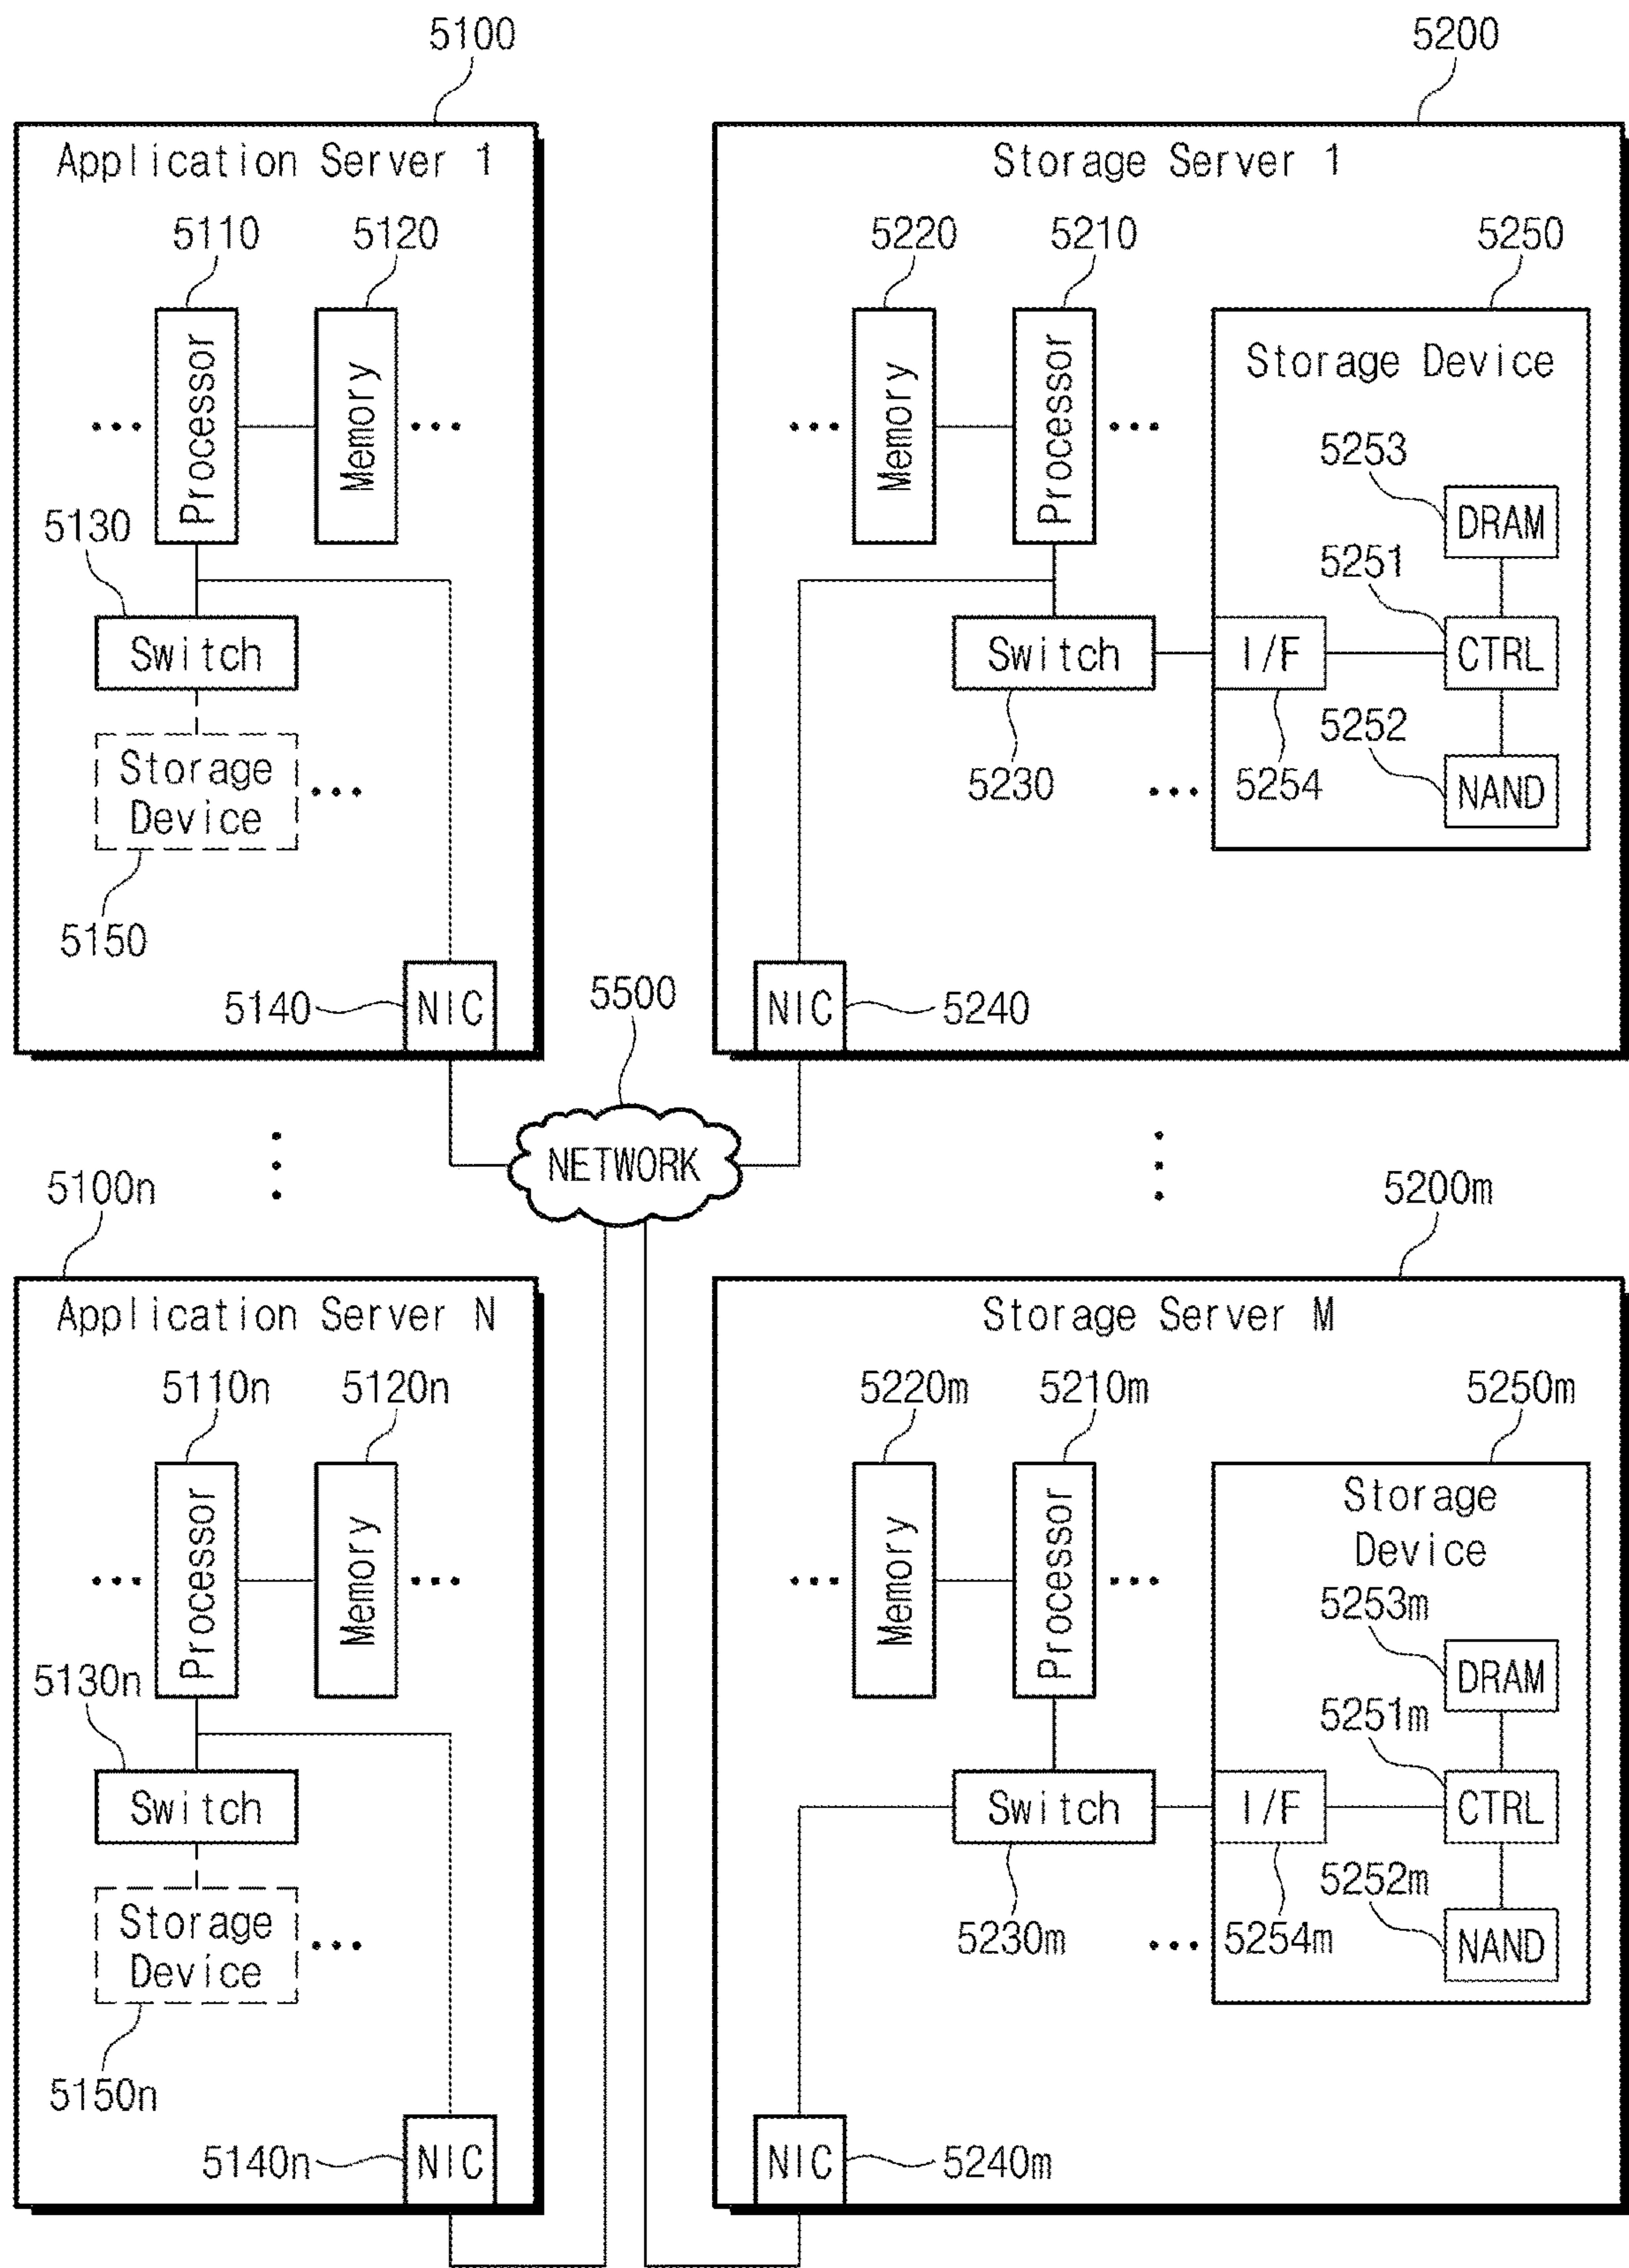 5100
5200
Application Server 1
Storage Server 1
5110
5120
5220
5210
5250
Processor
Memory
Memory
Processor
Storage Device
5253
DRAM
5130
5251
Switch
Switch
I/F
CTRL
5252
Storage
Device
5230
5254
NAND
5150
5140
NIC
5500
NIC
5240
NETWORK
5100n
5200m
Application Server N
Storage Server M
5110n
5120n
5220m
5210m
5250m
Processor
Memory
Memory
Processor
Storage
Device
5253m
DRAM
5130n
5251m
Switch
Switch
I/F
CTRL
5252m
Storage
Device
5230m
5254m
NAND
5150n
5140n
NIC
NIC
5240m